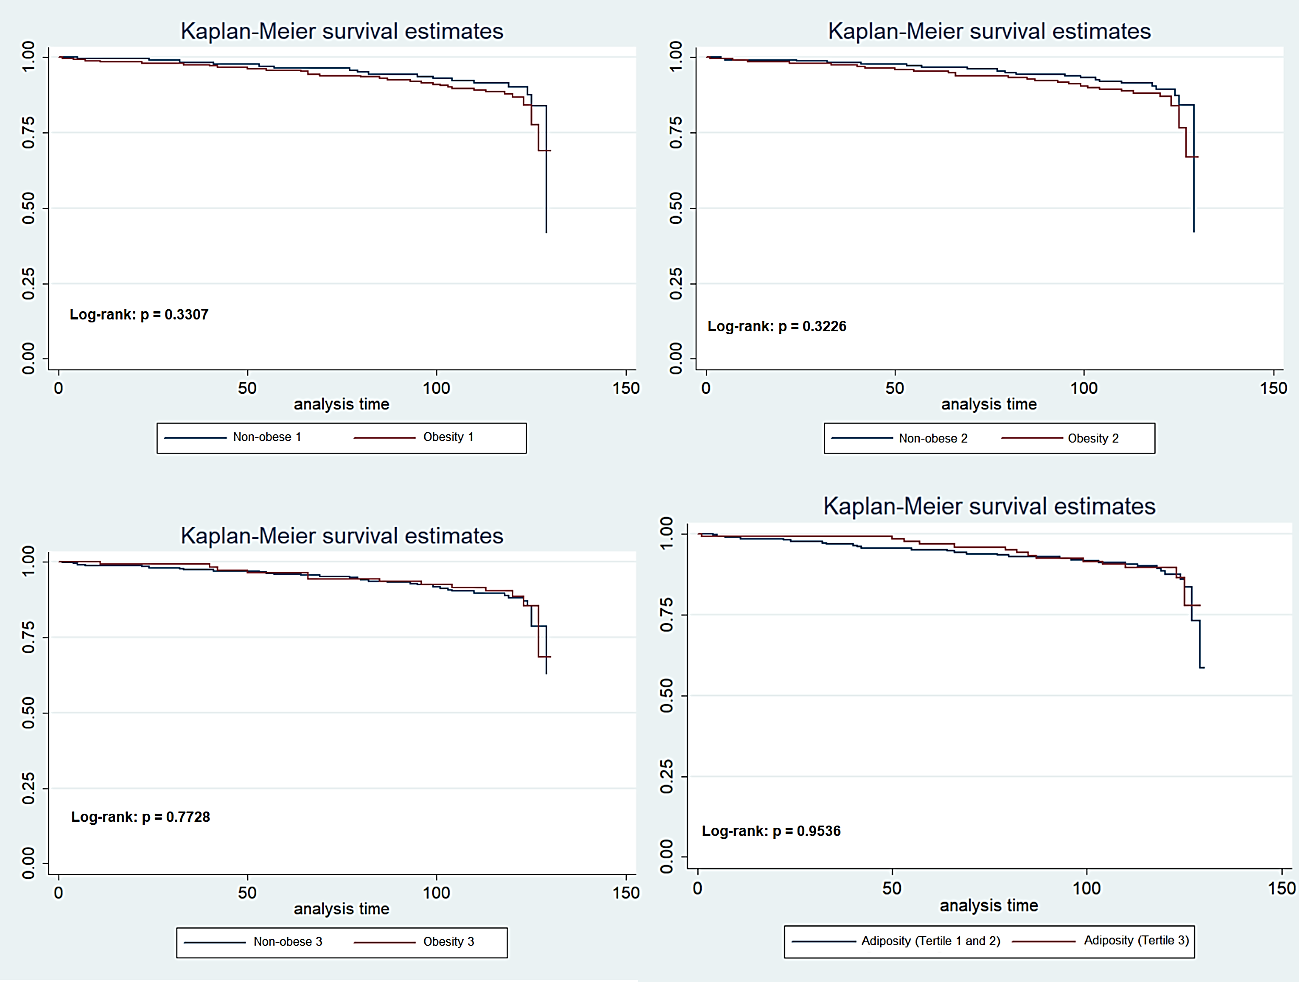 Kaplan-Meier survival estimates
1.00
0.75
0.50
0.25
0.00
Log-rank: p = 0.3307
0 50 100 150
analysis time
Non-obese 1 Obesity 1
Kaplan-Meier survival estimates
1.00
0.75
0.50
0.25
0.00
Log-rank: p = 0.3226
0 50 100 150
analysis time
Non-obese 2 Obesity 2
Kaplan-Meier survival estimates
1.00
0.75
0.50
0.25
0.00
Log-rank: p = 0.7728
0 50 100 150
analysis time
Non-obese 3 Obesity 3
Kaplan-Meier survival estimates
1.00
0.75
0.50
0.25
0.00
Log-rank: p = 0.9536
0 50 100 150
analysis time
Adiposity (Tertile 1 and 2) Adiposity (Tertile 3)